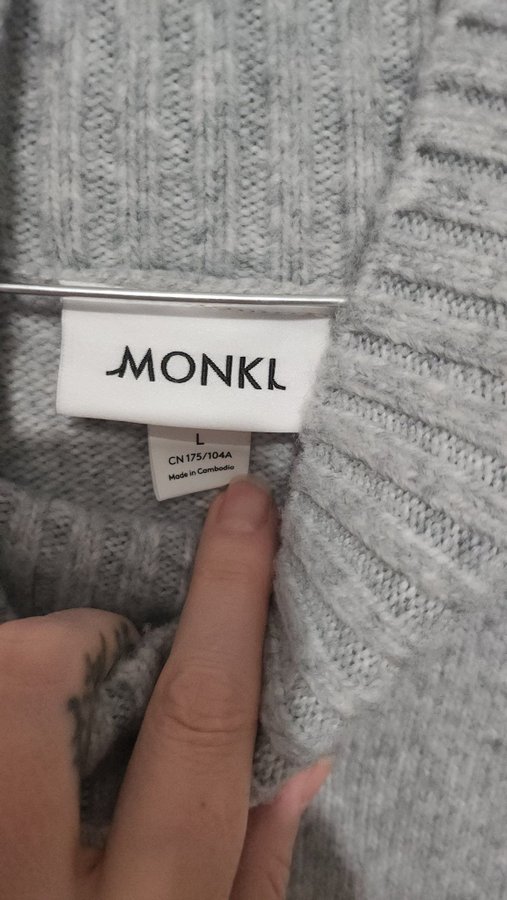 MONKI
L
CN 175/104A
Made in Cambodia